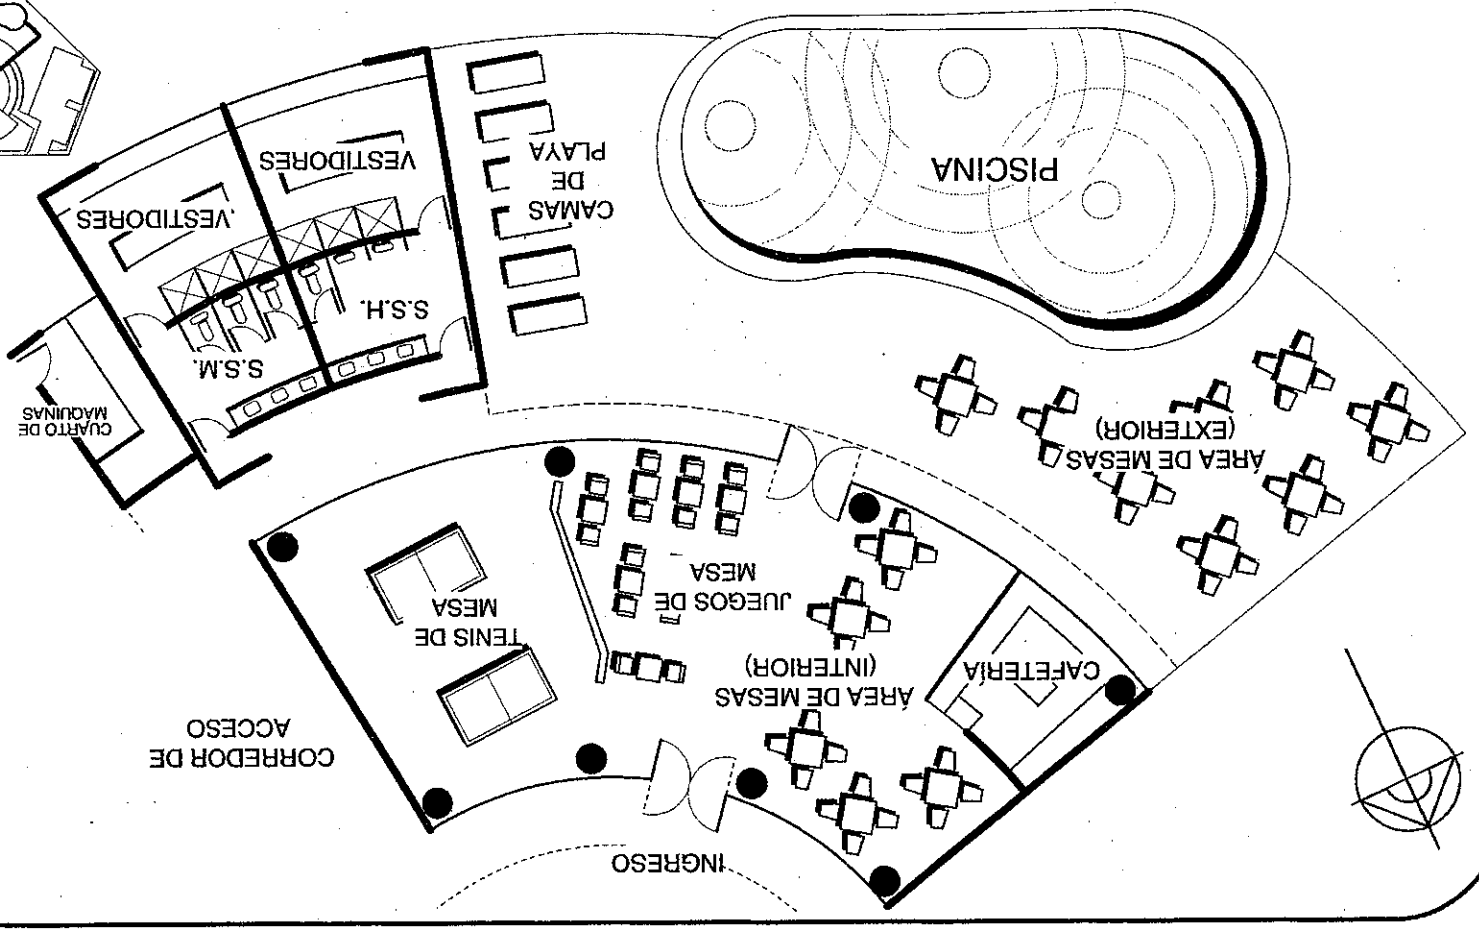 INGRESO
CORREDOR DE
ACCESO
ÁREA DE MESAS
(INTERIOR)
CAFETERÍA
TENIS DE
MESA
JUEGOS DE
MESA
ÁREA DE MESAS
(EXTERIOR)
CUARTO DE
MAQUINAS
S.S.M.
S.S.H.
VESTIDORES
CAMAS
DE
PLAYA
PISCINA
VESTIDORES